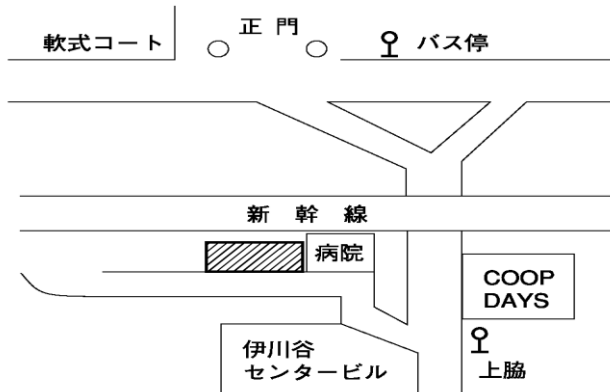 正門
軟式コート
バス停
新幹線
病院
COOP
DAYS
伊川谷
センタービル
上脇